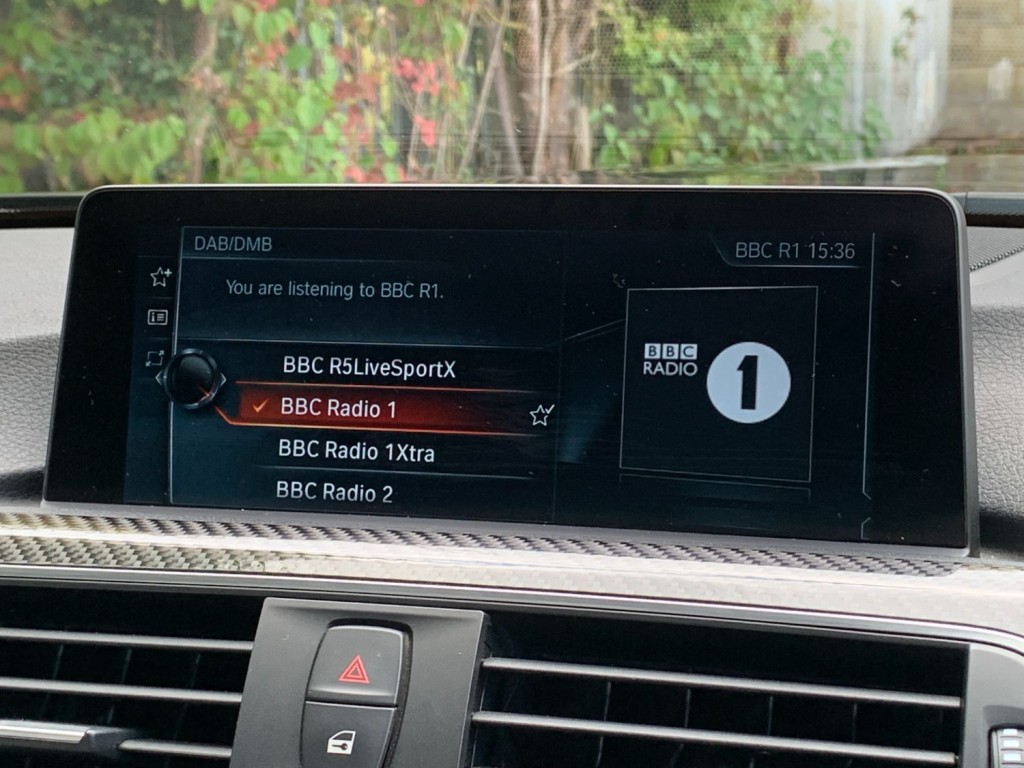 DAB/DMB
BBC R1 15:36
You are listening to BBC R1.
BBC R5LiveSportX
BBC Radio 1
BBC Radio 1Xtra
BBC Radio 2
BBC
RADIO
1